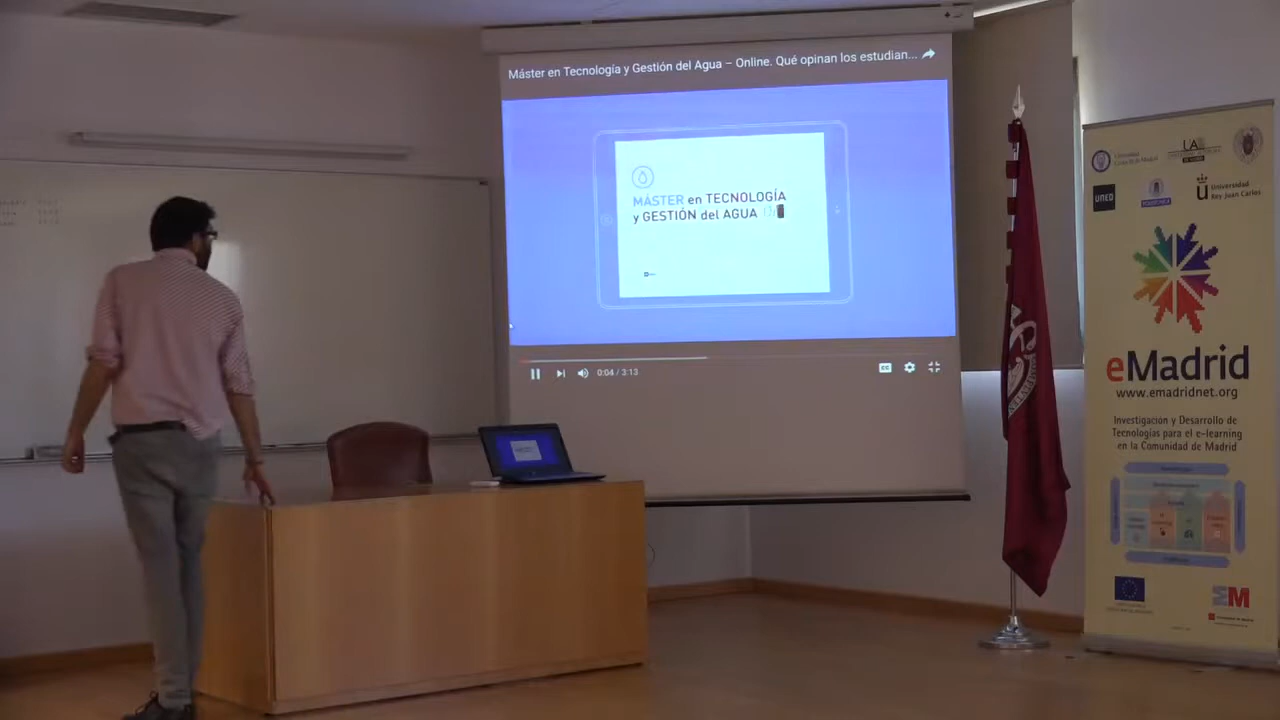 Máster en Tecnología y Gestión del Agua – Online. Qué opinan los estudian...
MÁSTER en TECNOLOGÍA
y GESTIÓN del AGUA
0:04 / 3:13
CC
UNED
Universidad
Rey Juan Carlos
eMadrid
www.emadridnet.org
Investigación y Desarrollo de
Tecnologías para el e-learning
en la Comunidad de Madrid
EM